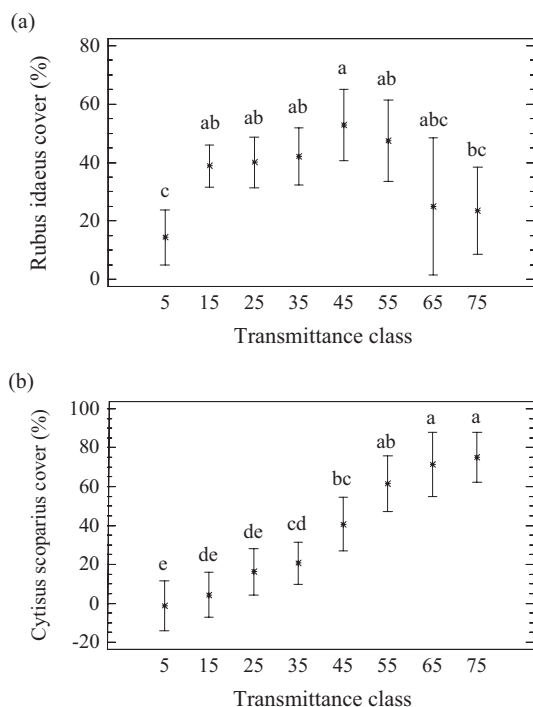 (a)
Rubus idaeus cover (%)
80
60
40
20
0
c
ab
ab
ab
a
ab
abc
bc
5 15 25 35 45 55 65 75
Transmittance class
(b)
Cytisus scoparius cover (%)
100
80
60
40
20
0
-20
e
de
de
cd
bc
ab
a
a
5 15 25 35 45 55 65 75
Transmittance class